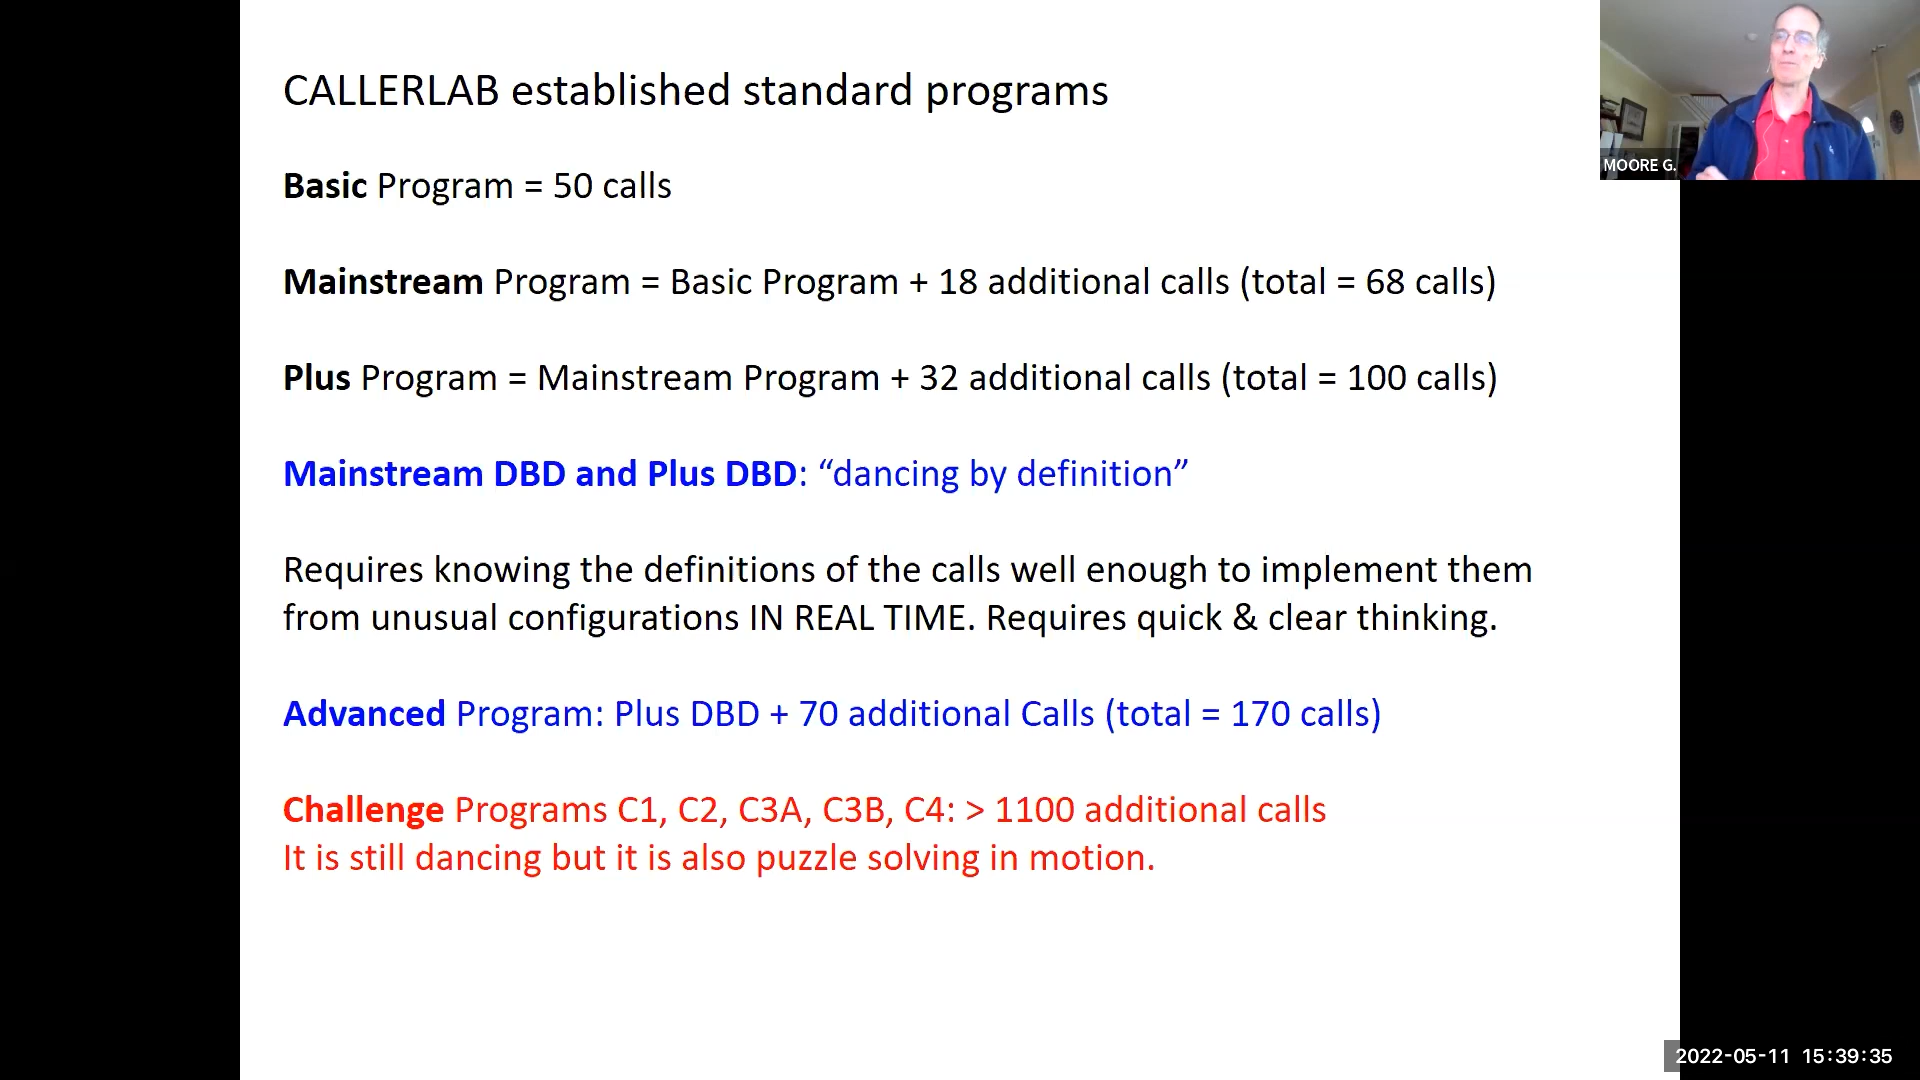 CALLERLAB established standard programs
Basic Program = 50 calls
Mainstream Program = Basic Program + 18 additional calls (total = 68 calls)
Plus Program = Mainstream Program + 32 additional calls (total = 100 calls)
Mainstream DBD and Plus DBD: “dancing by definition”
Requires knowing the definitions of the calls well enough to implement them
from unusual configurations IN REAL TIME. Requires quick & clear thinking.
Advanced Program: Plus DBD + 70 additional Calls (total = 170 calls)
Challenge Programs C1, C2, C3A, C3B, C4: > 1100 additional calls
It is still dancing but it is also puzzle solving in motion.
MOORE G.
2022-05-11 15:39:35